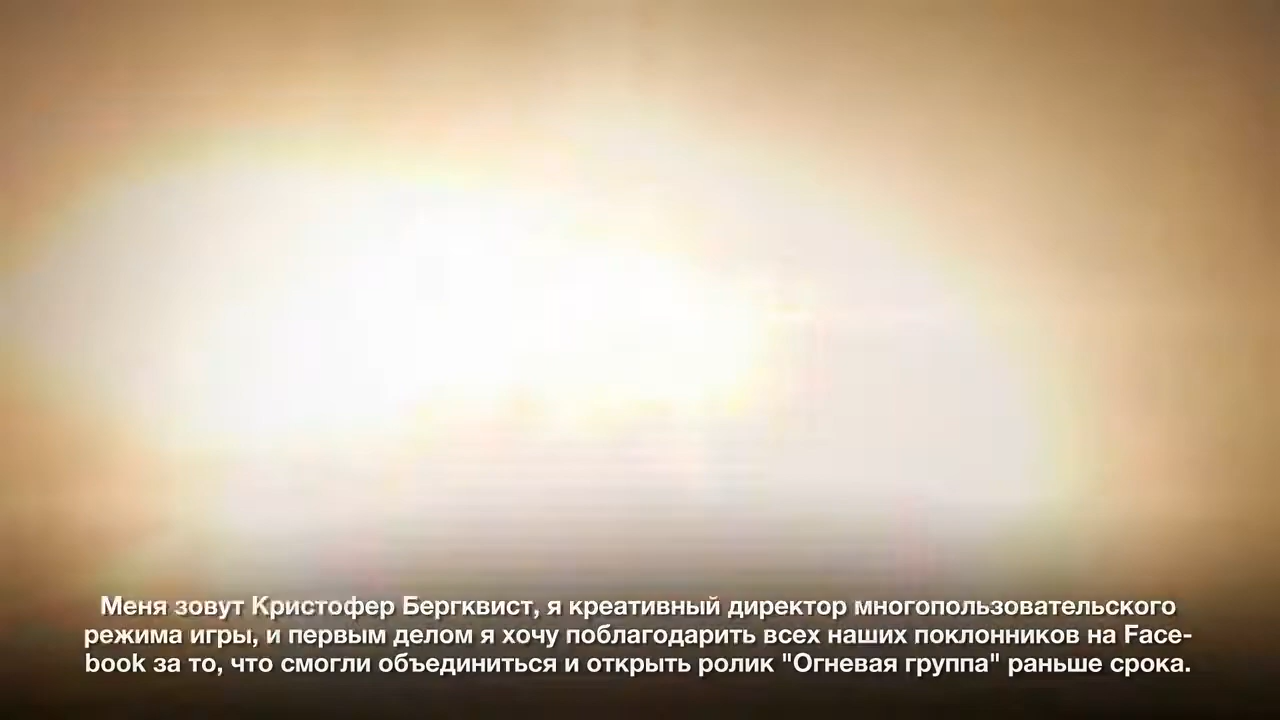 Меня зовут Кристофер Бергквист, я креативный директор многопользовательского
режима игры, и первым делом я хочу поблагодарить всех наших поклонников на Face-
book за то, что смогли объединиться и открыть ролик "Огневая группа" раньше срока.